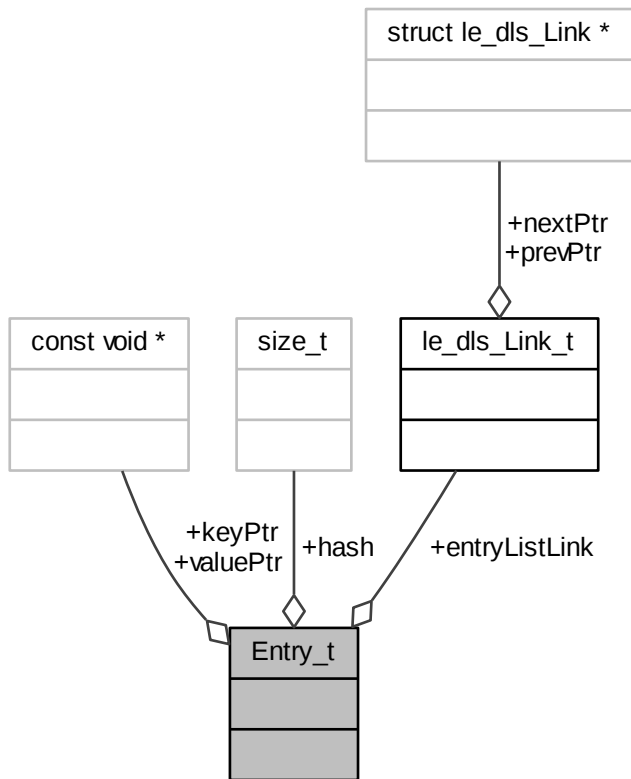 struct le_dls_Link *
+nextPtr
+prevPtr
const void *
size_t
le_dls_Link_t
+keyPtr
+valuePtr
+hash
+entryListLink
Entry_t